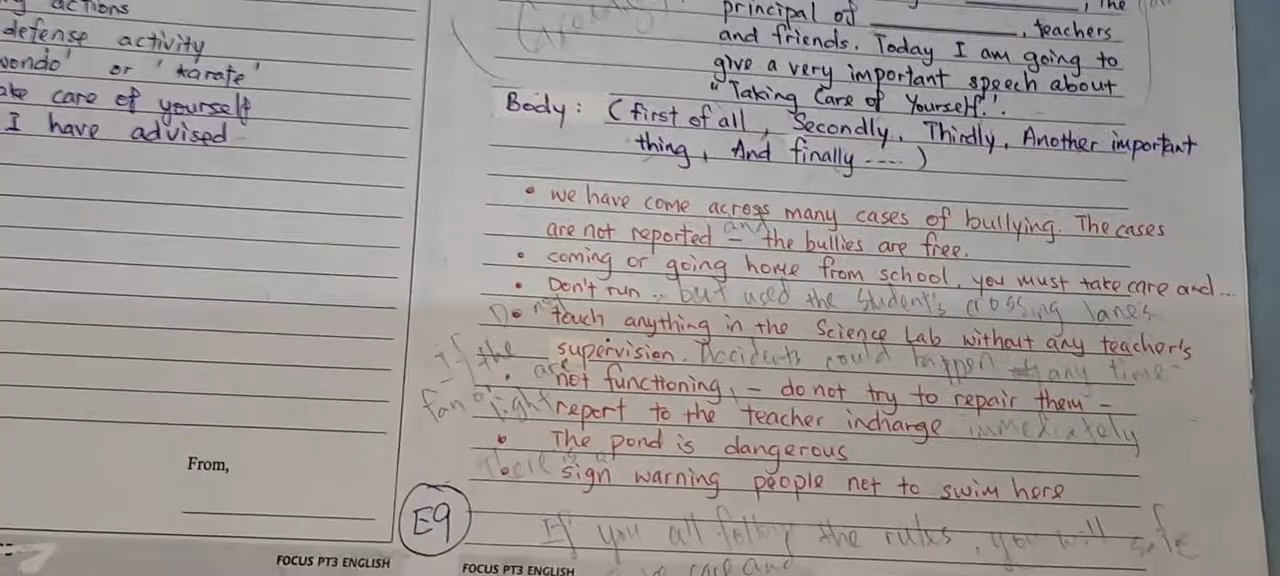 actions
defense activity
or 'karate'
care of yourself
I have advised
From,
FOCUS PT3 ENGLISH
principal of ________, teachers
and friends. Today I am going to
give a very important speech about
"Taking Care of Yourself".
Body: (first of all, Secondly, Thirdly, Another important
thing, And finally ....)
• we have come across many cases of bullying. The cases
are not reported – and the bullies are free.
• coming or going home from school, you must take care and...
• Don't run .. but used the student's crossing lanes
Don't touch anything in the Science Lab without any teacher's
supervision. Accidents could happen at any time
If the
• are not functioning, – do not try to repair them –
fan or light report to the teacher incharge immediately
• The pond is dangerous
There is a sign warning people not to swim here
E9
If you all follow the rules, you will safe
care and
FOCUS PT3 ENGLISH